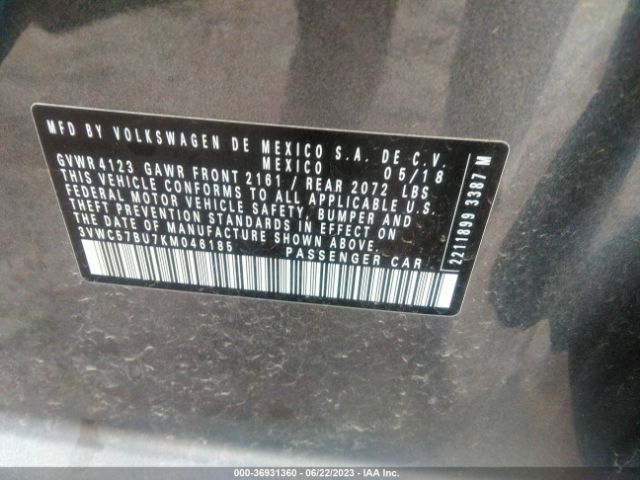 MFD BY VOLKSWAGEN DE MEXICO S.A. DE C.V.
MEXICO 05/18
GVWR 4123 GAWR FRONT 2161 / REAR 2072 LBS
THIS VEHICLE CONFORMS TO ALL APPLICABLE U.S.
FEDERAL MOTOR VEHICLE SAFETY, BUMPER AND
THEFT PREVENTION STANDARDS IN EFFECT ON
THE DATE OF MANUFACTURE SHOWN ABOVE
3VWC57BU7KM046185 PASSENGER CAR
2211899 3387 M
000-36931360 - 06/22/2023 - IAA Inc.